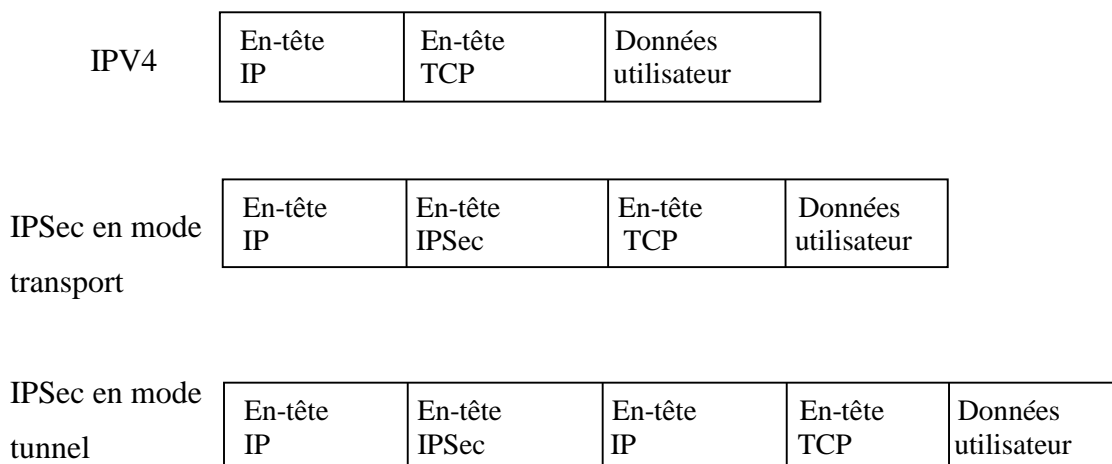 IPV4
En-tête
IP
En-tête
TCP
Données
utilisateur
IPSec en mode
transport
En-tête
IP
En-tête
IPSec
En-tête
TCP
Données
utilisateur
IPSec en mode
tunnel
En-tête
IP
En-tête
IPSec
En-tête
IP
En-tête
TCP
Données
utilisateur